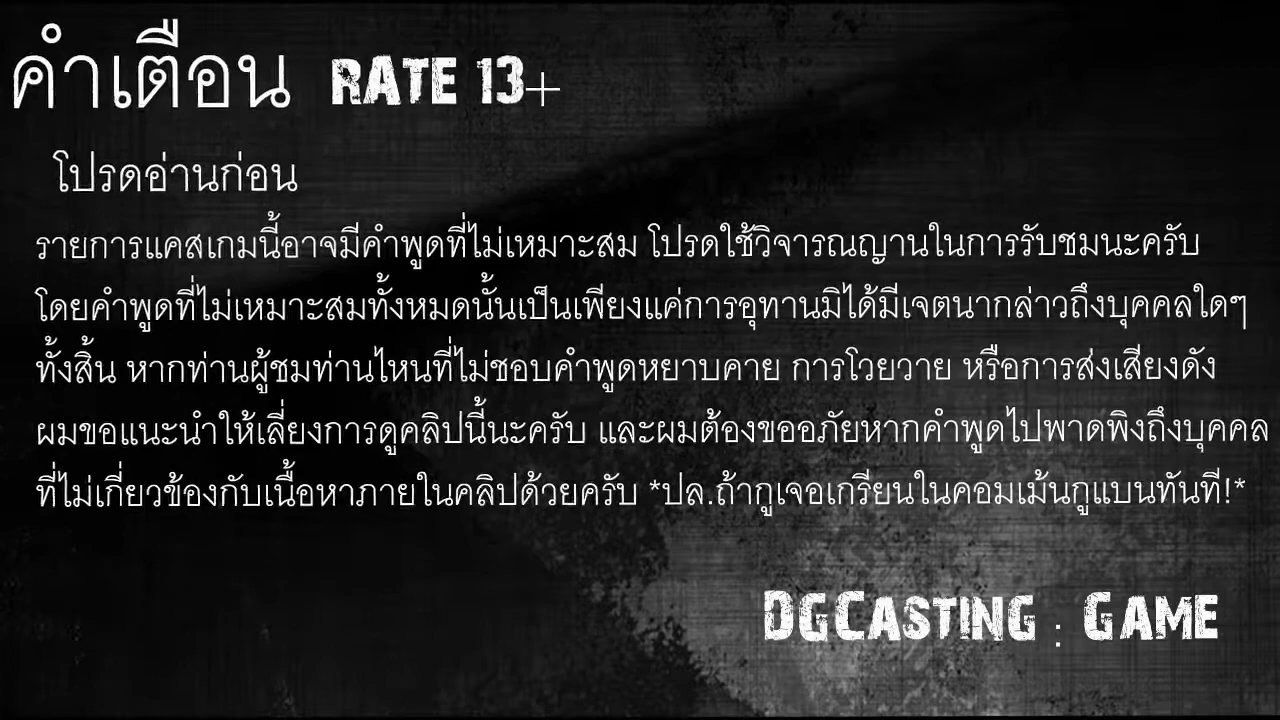 คำเตือน RATE 13+
โปรดอ่านก่อน
รายการแคสเกมนี้อาจมีคำพูดที่ไม่เหมาะสม โปรดใช้วิจารณญานในการรับชมนะครับ
โดยคำพูดที่ไม่เหมาะสมทั้งหมดนั้นเป็นเพียงแค่การอุทานมิได้มีเจตนากล่าวถึงบุคคลใดๆ
ทั้งสิ้น หากท่านผู้ชมท่านไหนที่ไม่ชอบคำพูดหยาบคาย การโวยวาย หรือการส่งเสียงดัง
ผมขอแนะนำให้เลี่ยงการดูคลิปนี้นะครับ และผมต้องขออภัยหากคำพูดไปพาดพิงถึงบุคคล
ที่ไม่เกี่ยวข้องกับเนื้อหาภายในคลิปด้วยครับ *ปล.ถ้ากูเจอเกรียนในคอมเม้นกูแบนทันที!*
DGCASTING : GAME